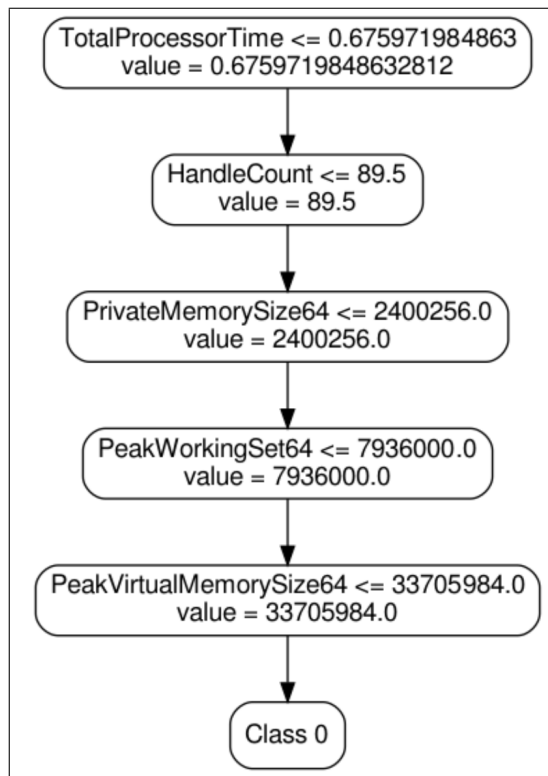 TotalProcessorTime <= 0.675971984863
value = 0.6759719848632812
HandleCount <= 89.5
value = 89.5
PrivateMemorySize64 <= 2400256.0
value = 2400256.0
PeakWorkingSet64 <= 7936000.0
value = 7936000.0
PeakVirtualMemorySize64 <= 33705984.0
value = 33705984.0
Class 0